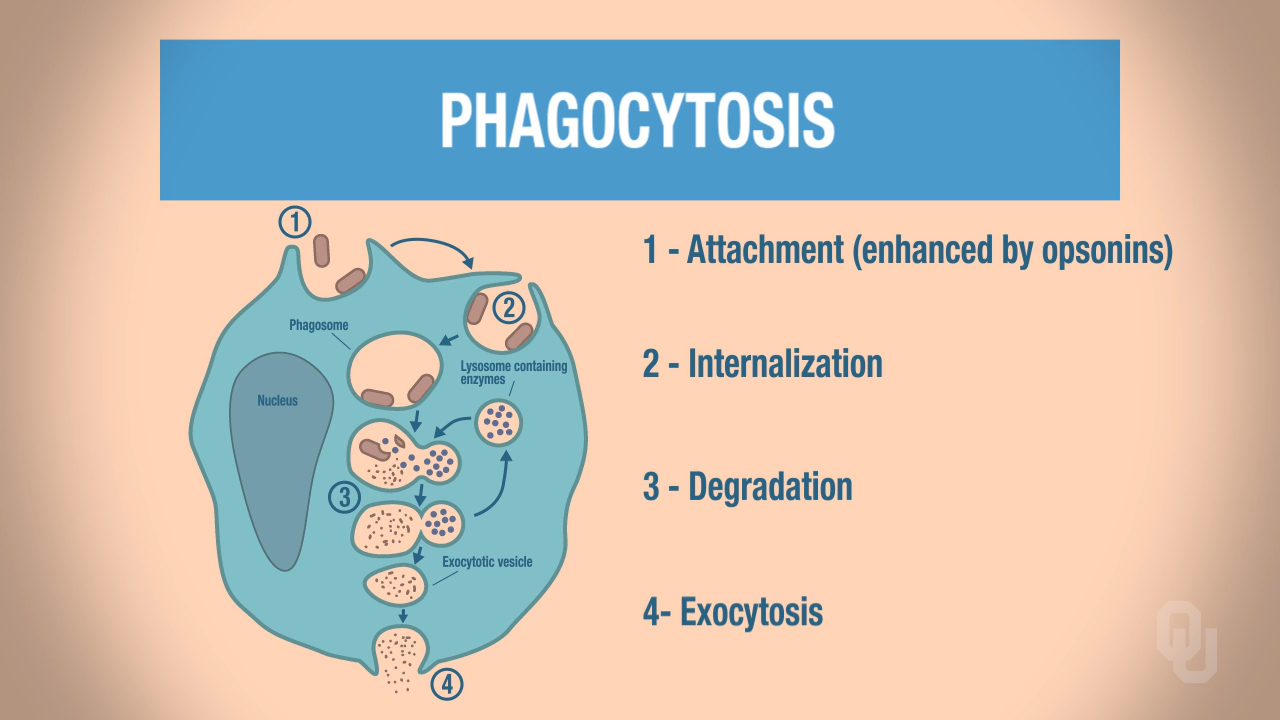 PHAGOCYTOSIS
1
1 - Attachment (enhanced by opsonins)
2
Phagosome
2 - Internalization
Lysosome containing
enzymes
Nucleus
3
3 - Degradation
Exocytotic vesicle
4- Exocytosis
4
OU